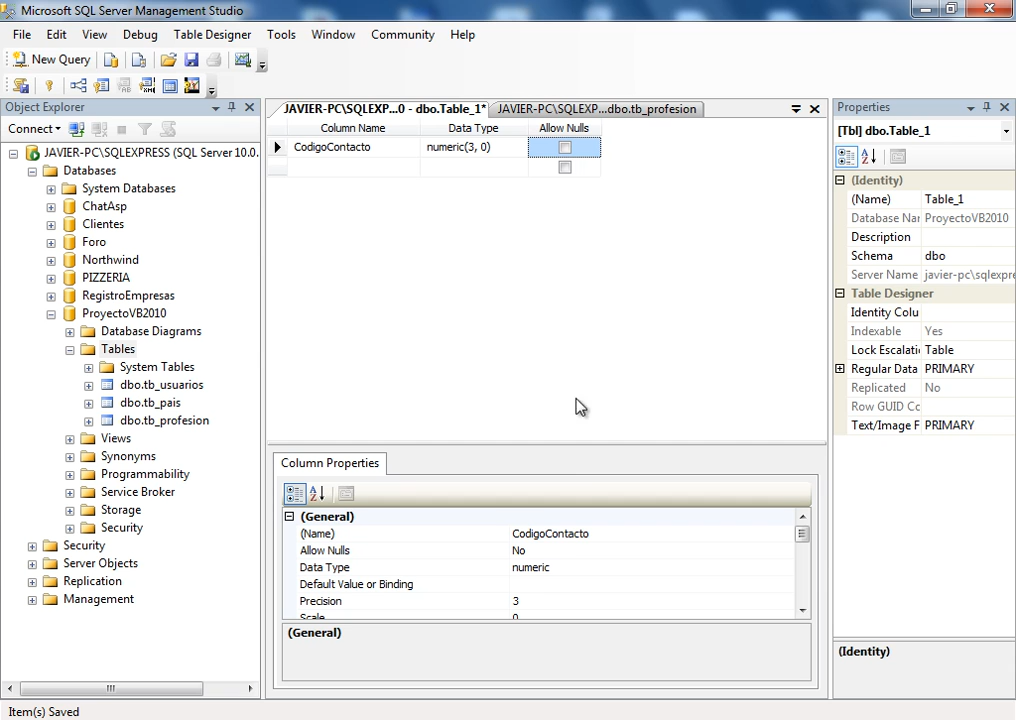 Microsoft SQL Server Management Studio
File Edit View Debug Table Designer Tools Window Community Help
New Query
Object Explorer
Connect
JAVIER-PC\SQLEXPRESS (SQL Server 10.0.
Databases
System Databases
ChatAsp
Clientes
Foro
Northwind
PIZZERIA
RegistroEmpresas
ProyectoVB2010
Database Diagrams
Tables
System Tables
dbo.tb_usuarios
dbo.tb_pais
dbo.tb_profesion
Views
Synonyms
Programmability
Service Broker
Storage
Security
Security
Server Objects
Replication
Management
JAVIER-PC\SQLEXP...0 - dbo.Table_1* JAVIER-PC\SQLEXP...dbo.tb_profesion
Column Name Data Type Allow Nulls
CodigoContacto numeric(3, 0)
Column Properties
(General)
(Name) CodigoContacto
Allow Nulls No
Data Type numeric
Default Value or Binding
Precision 3
Scale 0
(General)
Properties
[Tbl] dbo.Table_1
(Identity)
(Name) Table_1
Database Nar ProyectoVB2010
Description
Schema dbo
Server Name javier-pc\sqlexpre
Table Designer
Identity Colu
Indexable Yes
Lock Escalati Table
Regular Data PRIMARY
Replicated No
Row GUID Cc
Text/Image F PRIMARY
(Identity)
Item(s) Saved